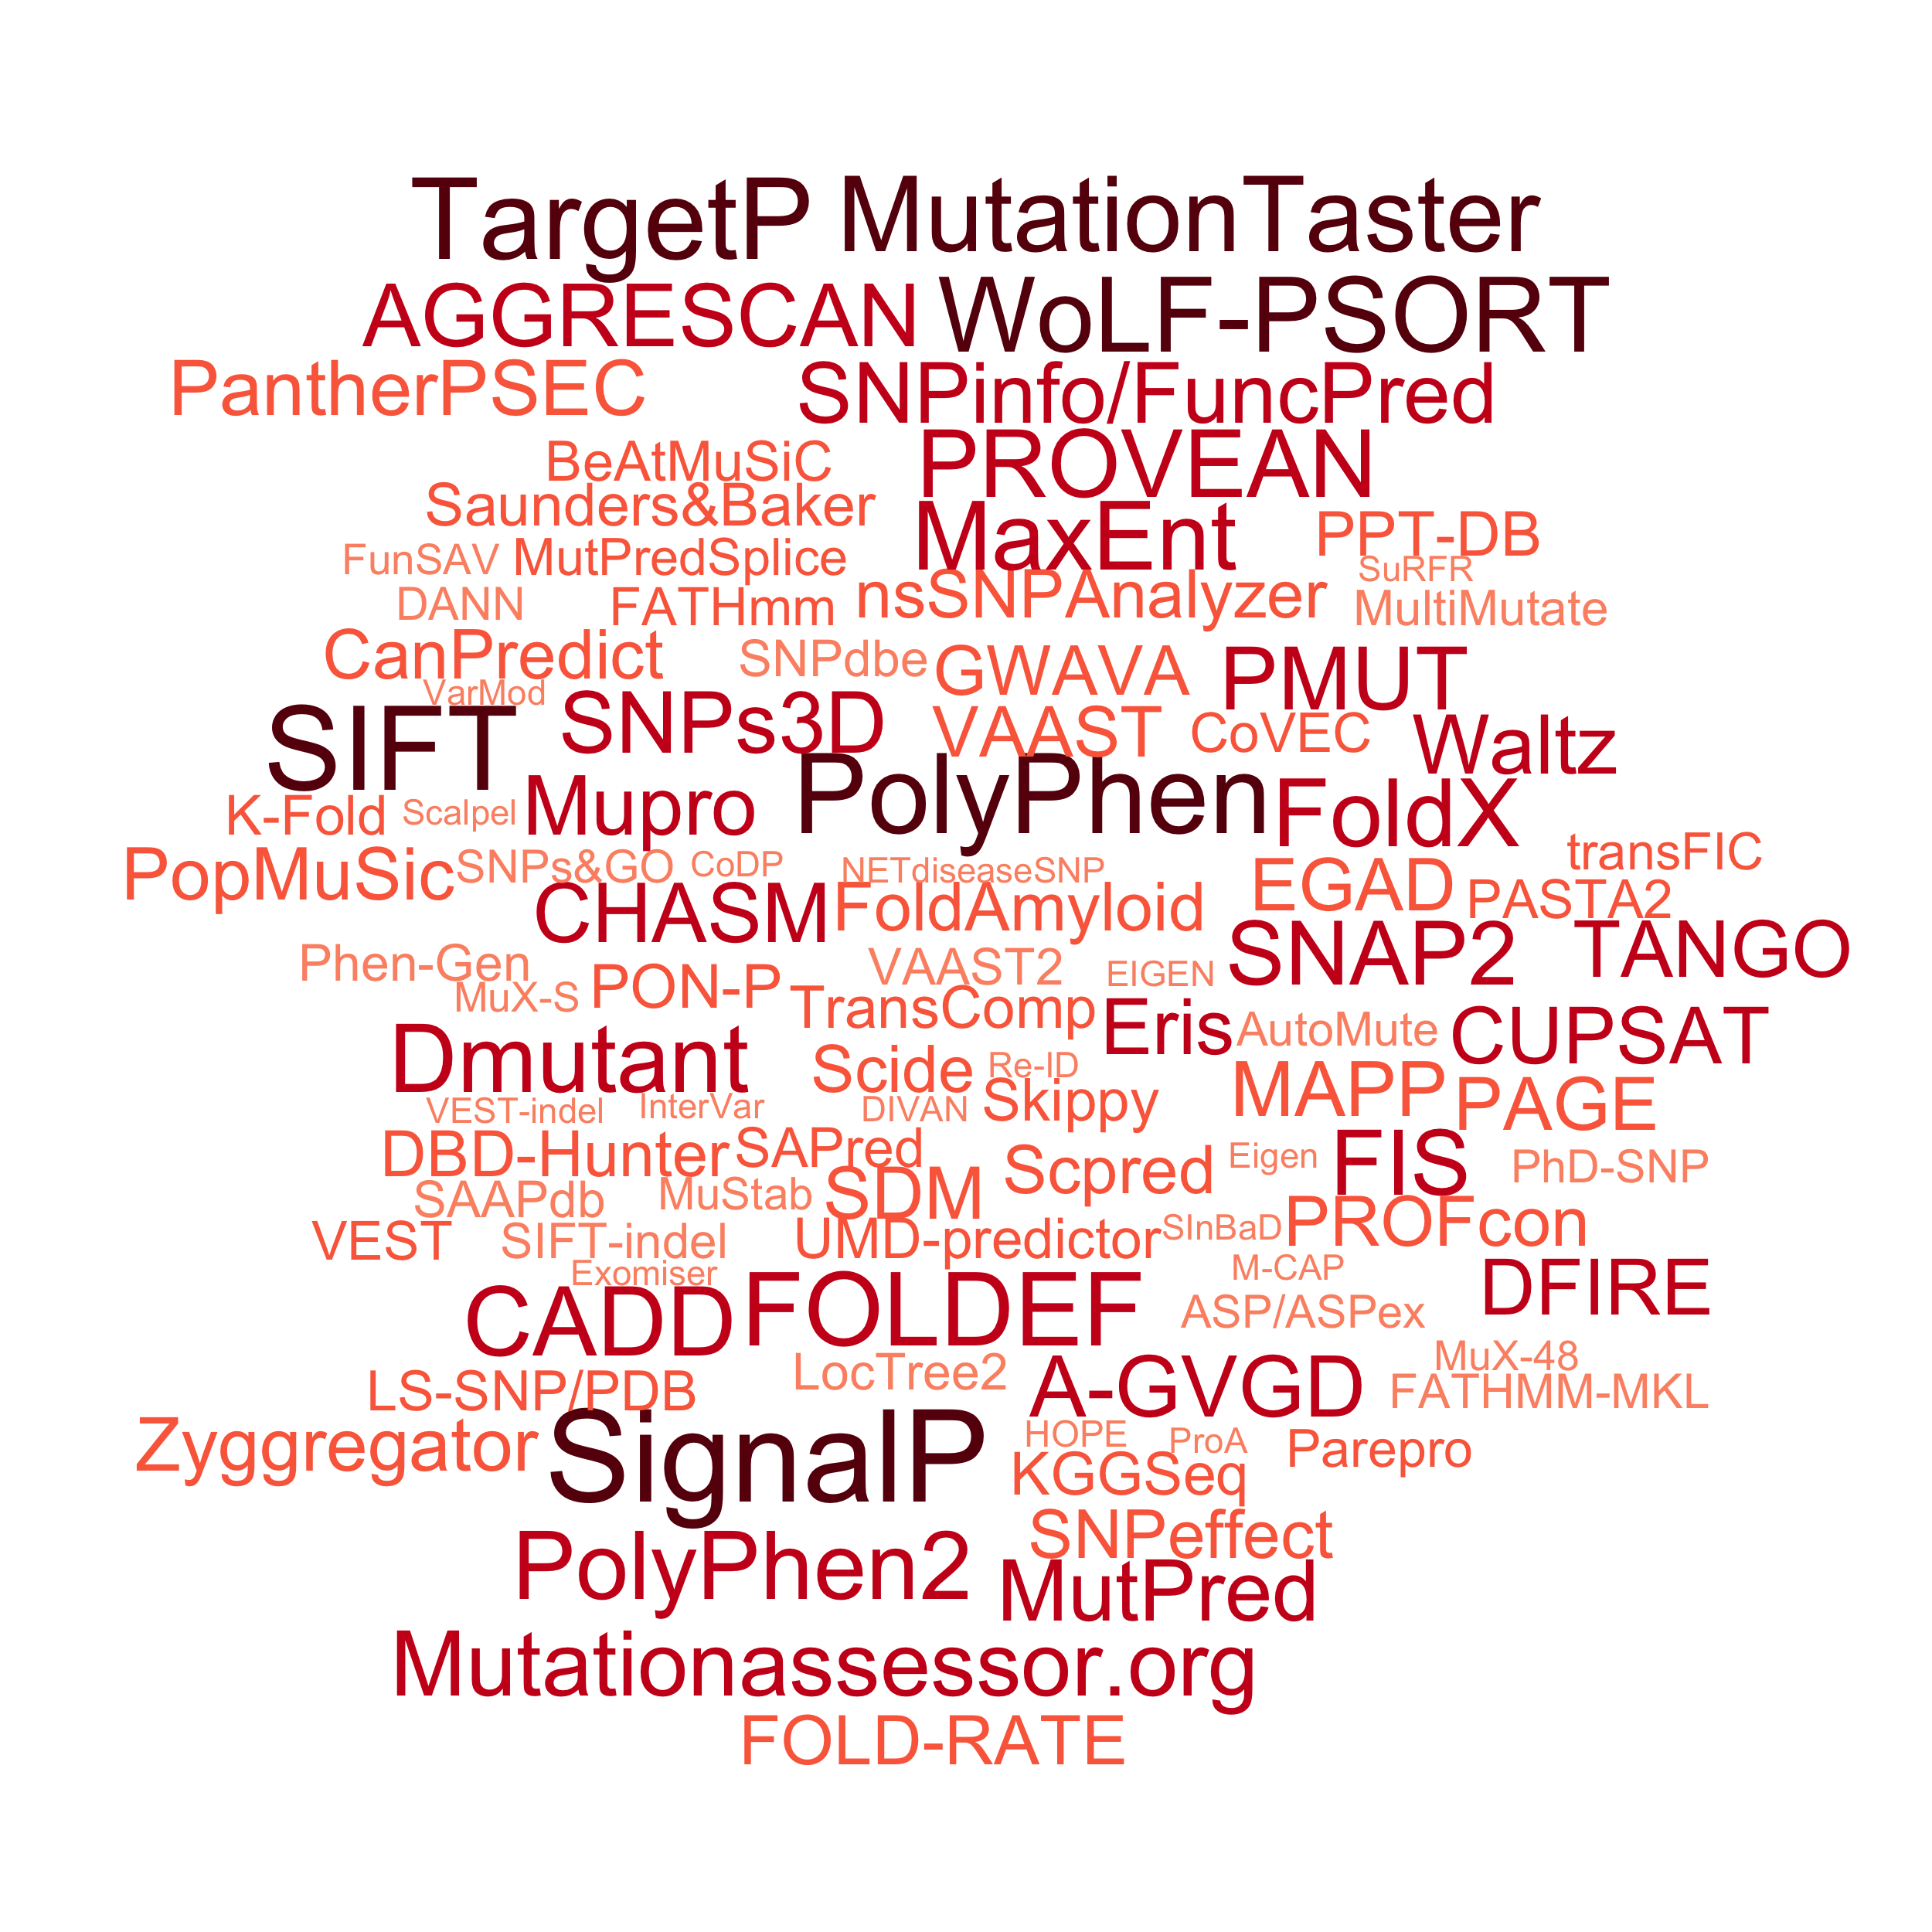 TargetP MutationTaster
AGGRESCAN WoLF-PSORT
PantherPSEC SNPinfo/FuncPred
BeAtMuSiC PROVEAN
Saunders&Baker MaxEnt PPT-DB
FunSAV MutPredSplice SuRFR
DANN FATHmm nsSNPAnalyzer MultiMutate
CanPredict SNPdbe GWAVA PMUT
VarMod
SIFT SNPs3D VAAST CoVEC Waltz
K-Fold Scalpel Mupro PolyPhen FoldX
transFIC
PopMuSic SNPs&GO CoDP NETdiseaseSNP EGAD PASTA2
CHASM FoldAmyloid
Phen-Gen VAAST2 EIGEN SNAP2 TANGO
MuX-S PON-P TransComp
Dmutant Eris AutoMute CUPSAT
Scide Re-ID
VEST-indel InterVar DIVAN Skippy MAPP PAGE
DBD-Hunter SAPred Scpred Eigen FIS PhD-SNP
SAAPdb MuStab SDM
VEST SIFT-indel UMD-predictor SInBaD PROFcon
Exomiser M-CAP
CADD FOLDEF ASP/ASPex DFIRE
LS-SNP/PDB LocTree2 A-GVGD MuX-48
FATHMM-MKL
Zyggregator SignalP HOPE ProA Parepro
KGGSeq
SNPeffect
PolyPhen2 MutPred
Mutationassessor.org
FOLD-RATE